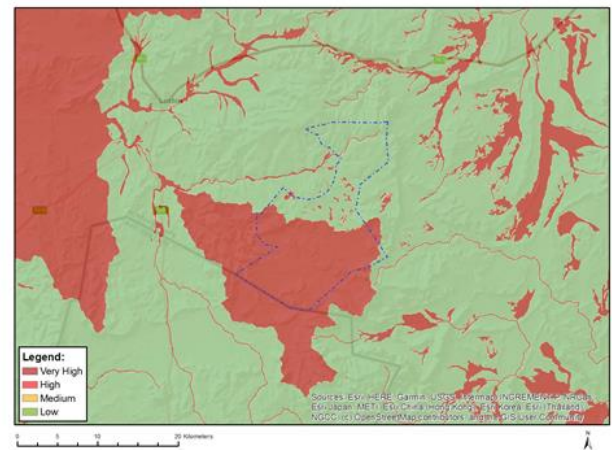 Legend:
Very High
High
Medium
Low
Sources: Esri, HERE, Garmin, USGS, Intermap, INCREMENT P, NRCan,
Esri Japan, METI, Esri China (Hong Kong), Esri Korea, Esri (Thailand),
NGCC, (c) OpenStreetMap contributors, and the GIS User Community
0 5 10 20 Kilometers
N